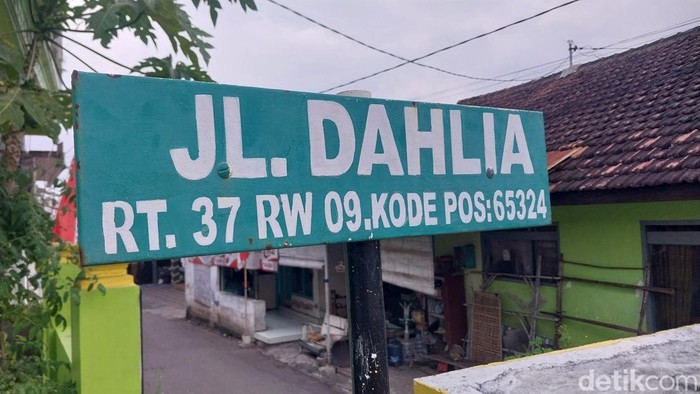 JL. DAHLIA
RT. 37 RW 09.KODE POS:65324
detikcom